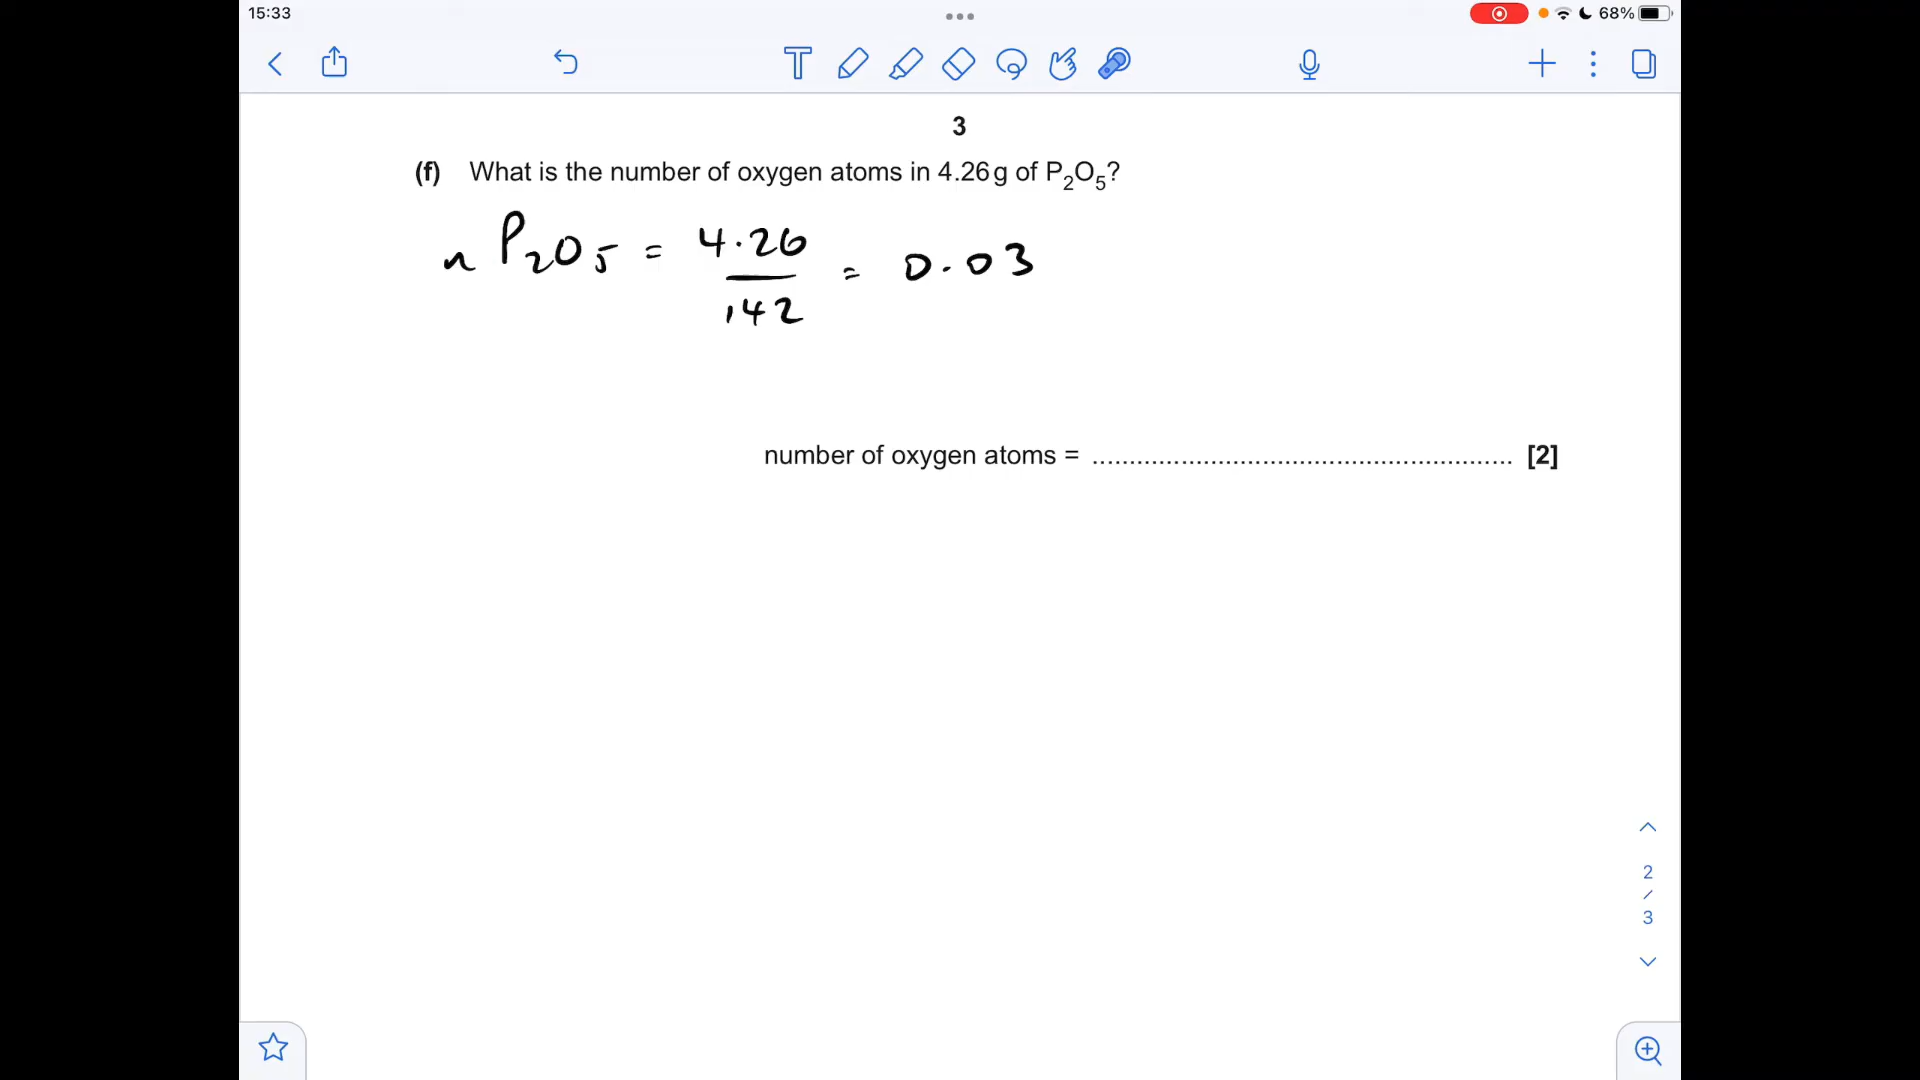 15:33
68%
3
(f) What is the number of oxygen atoms in 4.26 g of P₂O₅?
n P₂O₅ = 4.26 / 142 = 0.03
number of oxygen atoms = ........................................................ [2]
2
/
3